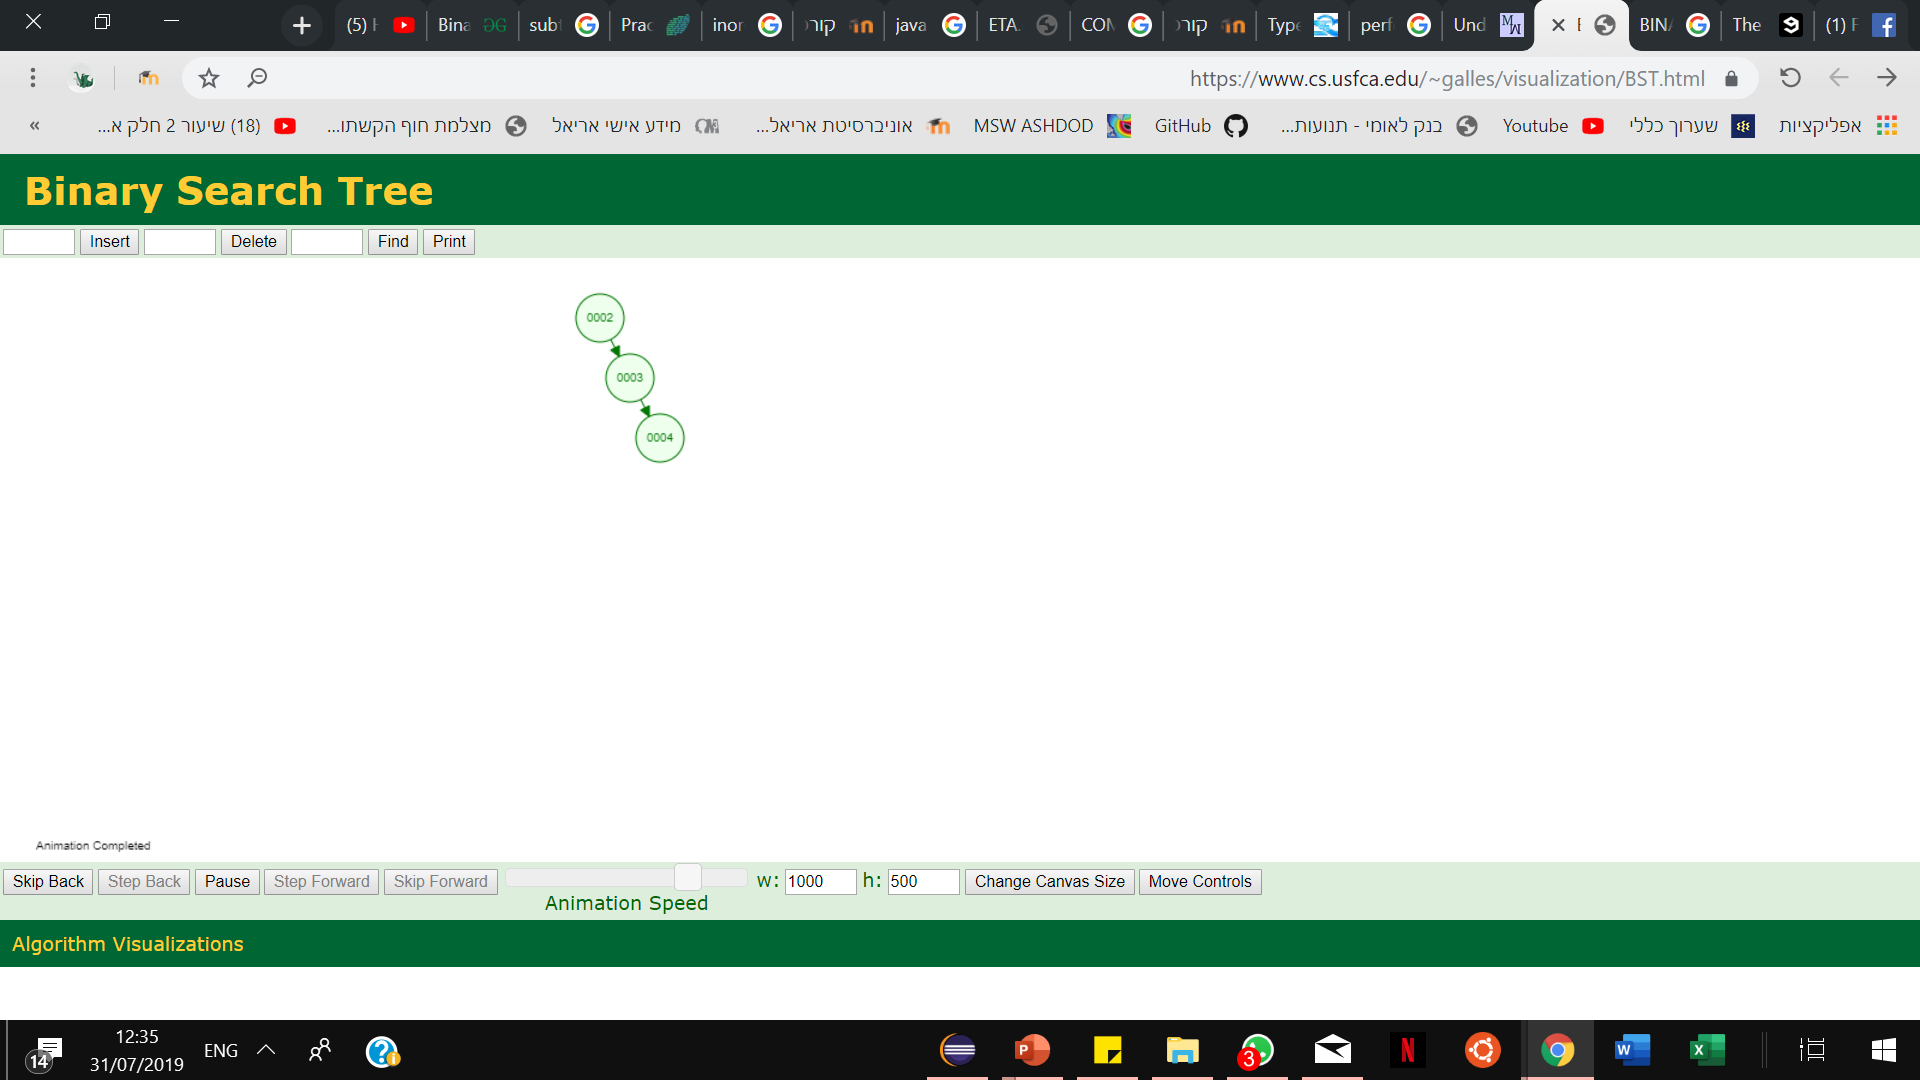 (5)
Bina
sub
Prac
inor
קורס
java
ETA.
COM
קורס
Type
perf
Und
BINA
The
(1) F
https://www.cs.usfca.edu/~galles/visualization/BST.html
«
(18) שיעור 2 חלק א...
מצלמת חוף הקשתו...
מידע אישי אריאל
אוניברסיטת אריאל...
MSW ASHDOD
GitHub
בנק לאומי - תנועות...
Youtube
שערוך כללי
אפליקציות
Binary Search Tree
Insert Delete Find Print
0002
0003
0004
Animation Completed
Skip Back Step Back Pause Step Forward Skip Forward w: 1000 h: 500 Change Canvas Size Move Controls
Animation Speed
Algorithm Visualizations
14
12:35
31/07/2019
ENG
3